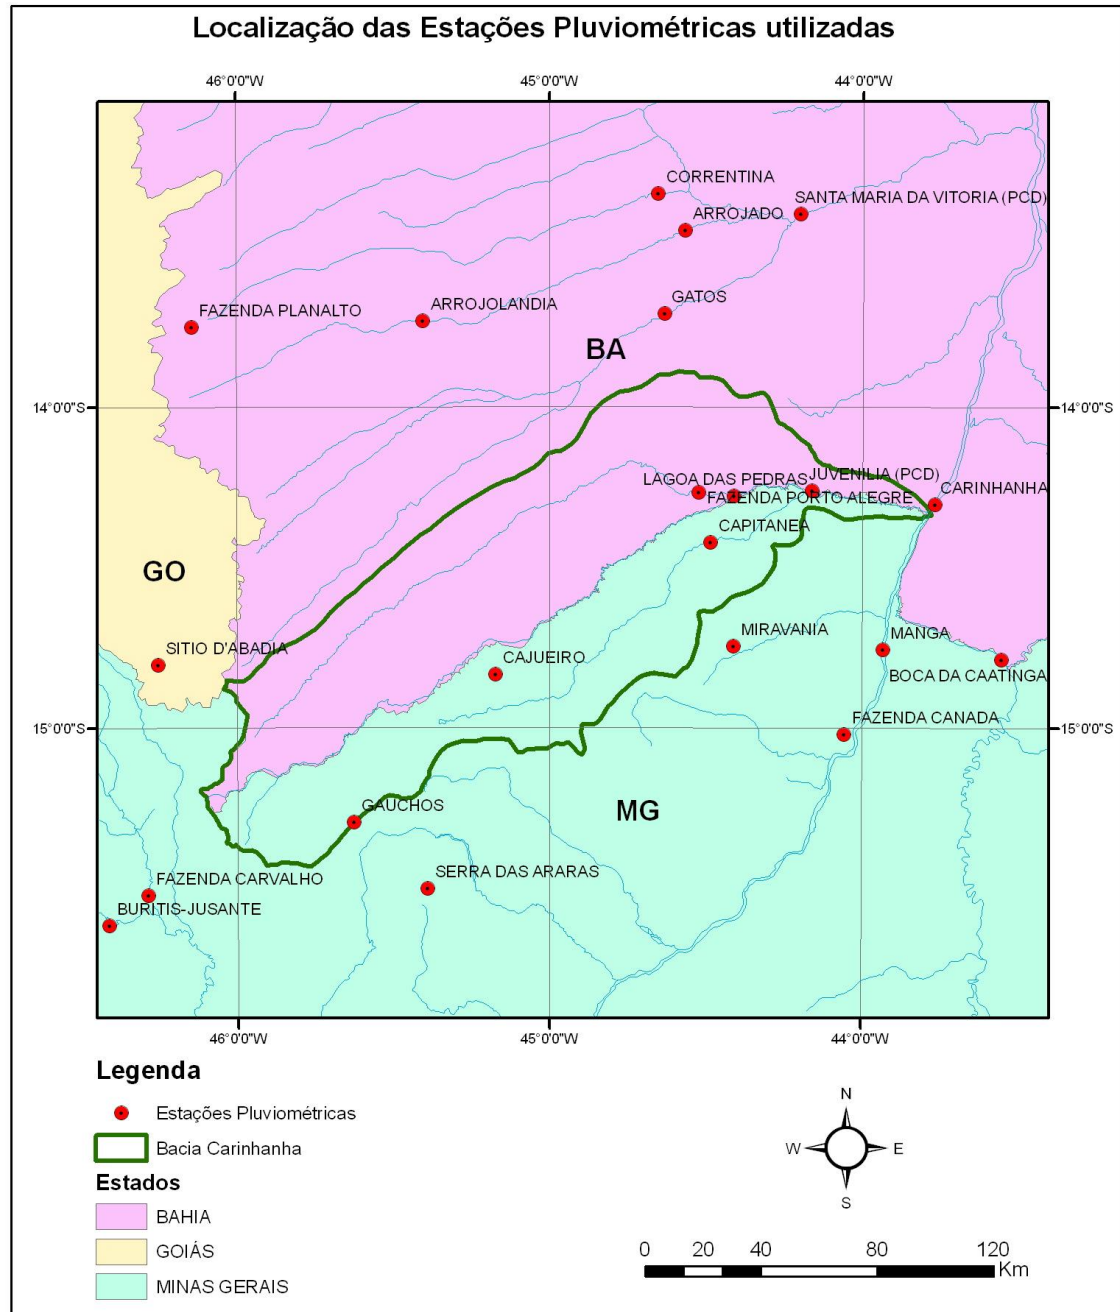 Localização das Estações Pluviométricas utilizadas
46°0'0"W
45°0'0"W
44°0'0"W
CORRENTINA
SANTA MARIA DA VITORIA (PCD)
ARROJADO
FAZENDA PLANALTO
ARROJOLANDIA
GATOS
BA
14°0'0"S
14°0'0"S
LAGOA DAS PEDRAS
JUVENILIA (PCD)
FAZENDA PORTO ALEGRE
CARINHANHA
CAPITANEA
GO
SITIO D'ABADIA
CAJUEIRO
MIRAVANIA
MANGA
BOCA DA CAATINGA
15°0'0"S
15°0'0"S
FAZENDA CANADA
GAUCHOS
MG
SERRA DAS ARARAS
FAZENDA CARVALHO
BURITIS-JUSANTE
46°0'0"W
45°0'0"W
44°0'0"W
Legenda
Estações Pluviométricas
Bacia Carinhanha
Estados
BAHIA
GOIÁS
MINAS GERAIS
N
W
E
S
0 20 40 80 120
Km